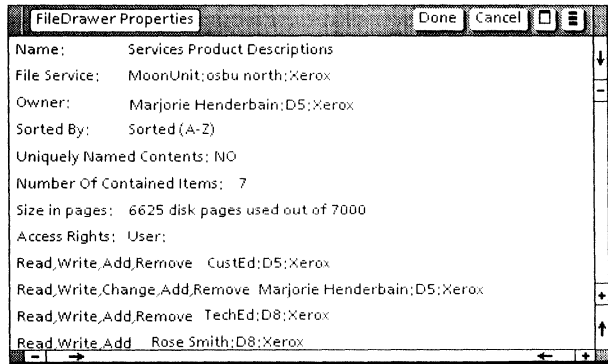 FileDrawer Properties Done Cancel
Name: Services Product Descriptions
File Service: MoonUnit:osbu north:Xerox
Owner: Marjorie Henderbain:D5:Xerox
Sorted By: Sorted (A-Z)
Uniquely Named Contents: NO
Number Of Contained Items: 7
Size in pages: 6625 disk pages used out of 7000
Access Rights: User:
Read,Write,Add,Remove CustEd:D5:Xerox
Read,Write,Change,Add,Remove Marjorie Henderbain:D5:Xerox
Read,Write,Add,Remove TechEd:D8:Xerox
Read,Write,Add Rose Smith:D8:Xerox